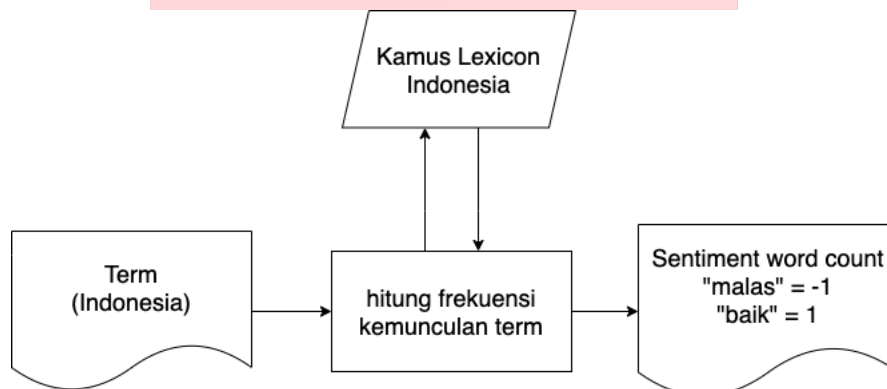 Kamus Lexicon
Indonesia
Term
(Indonesia)
hitung frekuensi
kemunculan term
Sentiment word count
"malas" = -1
"baik" = 1